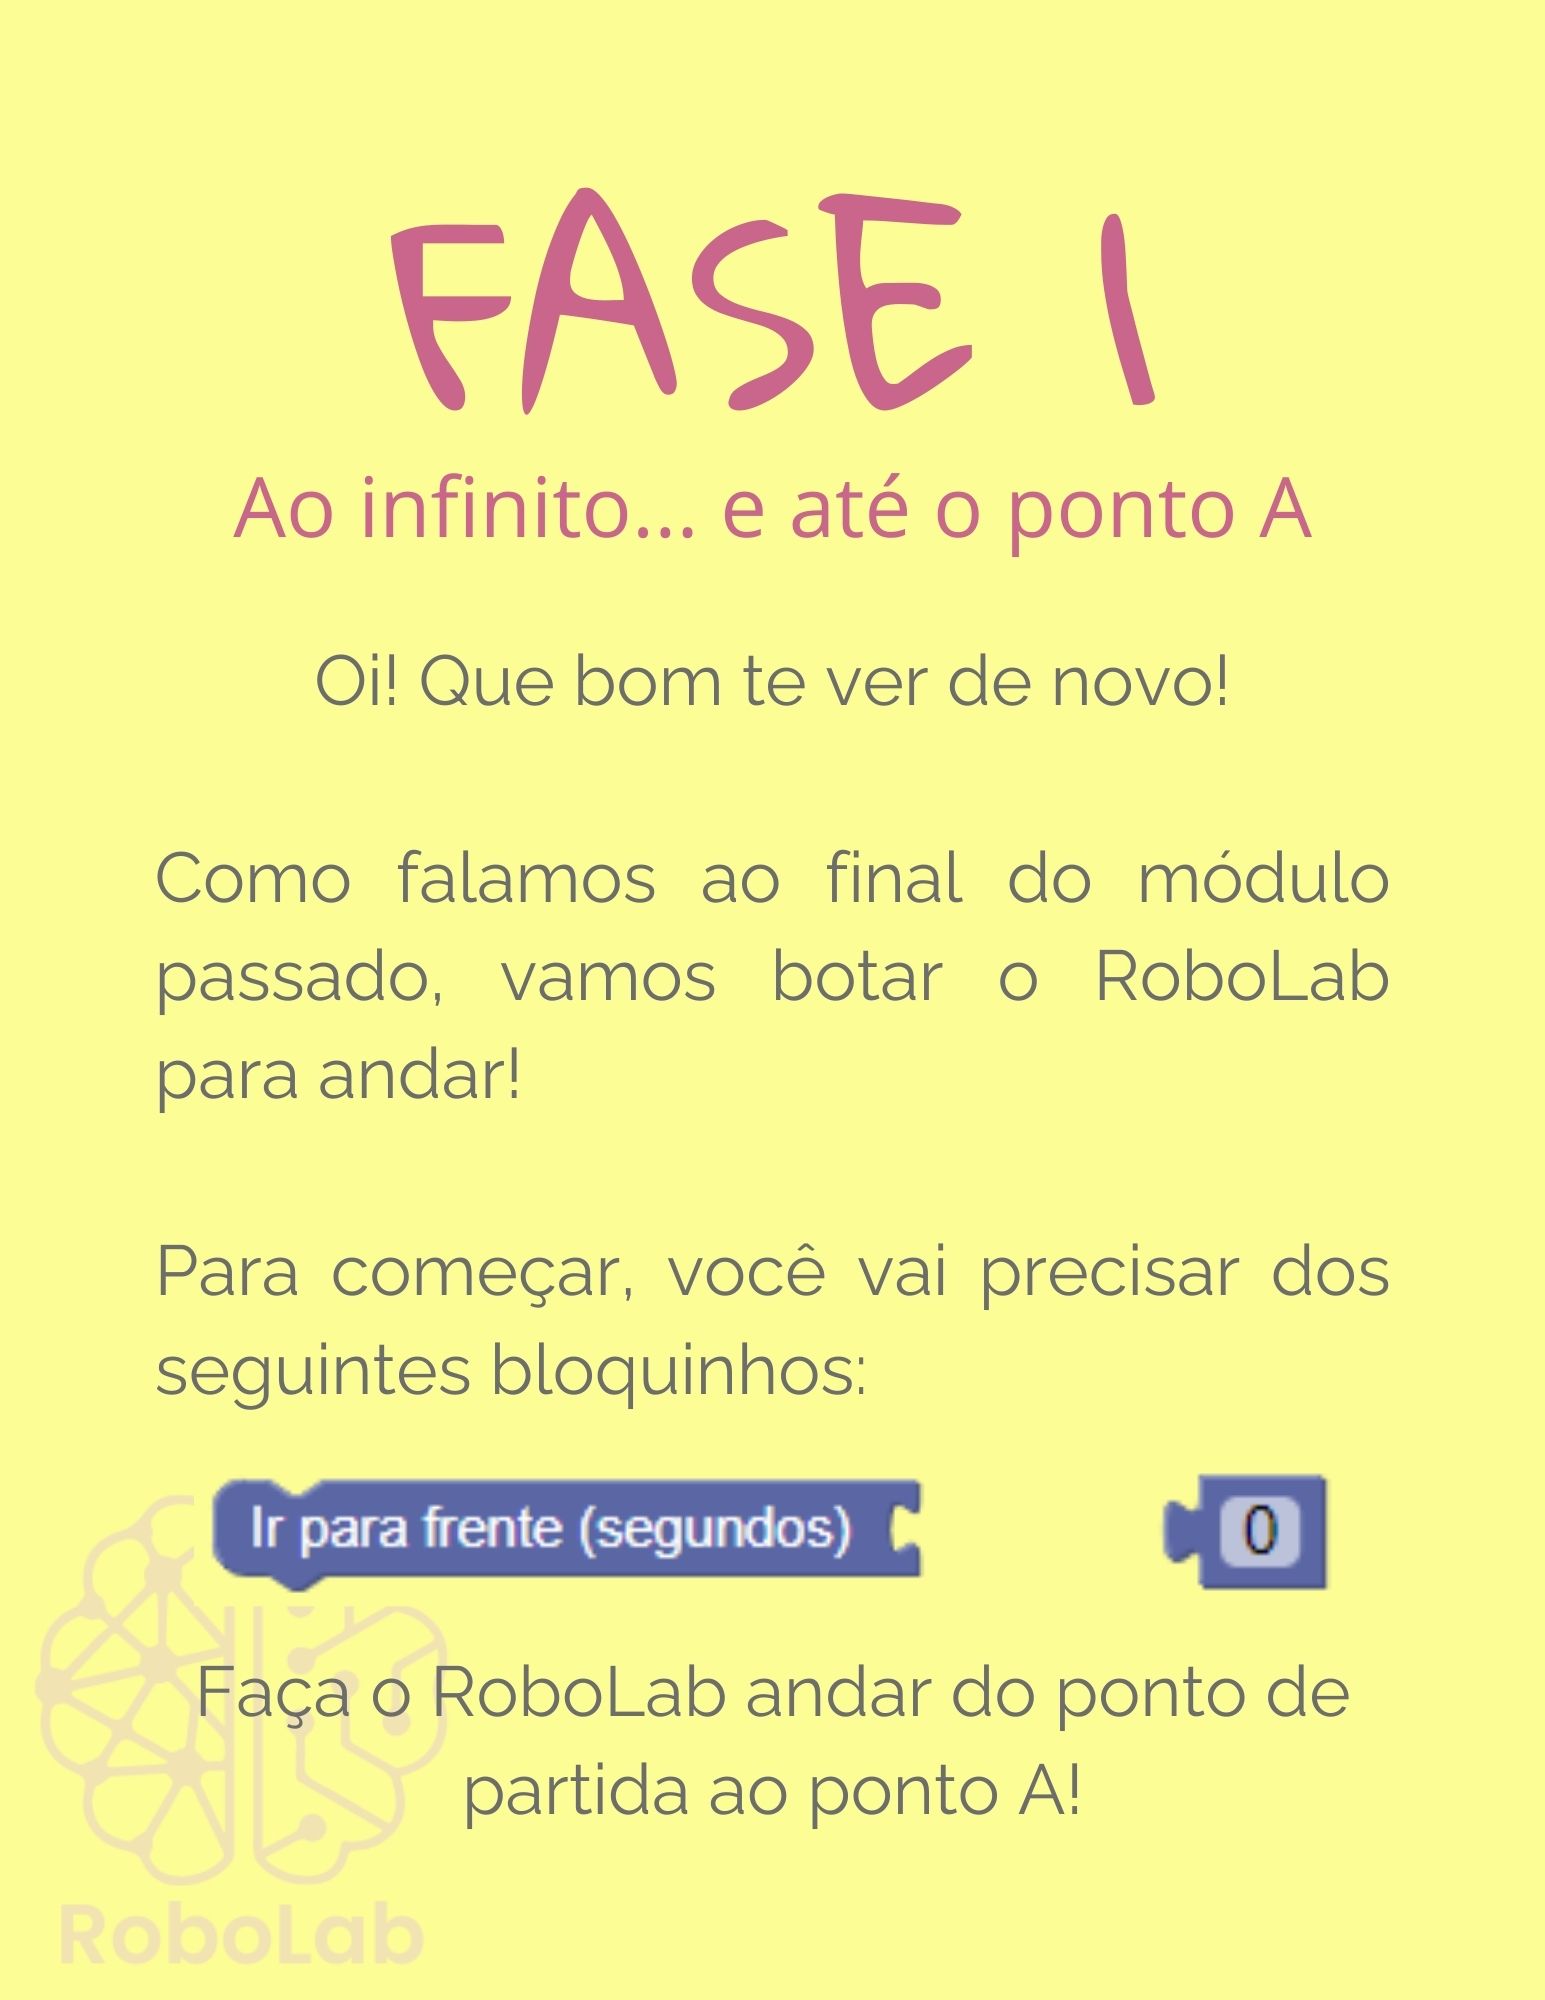 FASE 1
Ao infinito... e até o ponto A
Oi! Que bom te ver de novo!
Como falamos ao final do módulo
passado, vamos botar o RoboLab
para andar!
Para começar, você vai precisar dos
seguintes bloquinhos:
Ir para frente (segundos)
0
Faça o RoboLab andar do ponto de
partida ao ponto A!
RoboLab